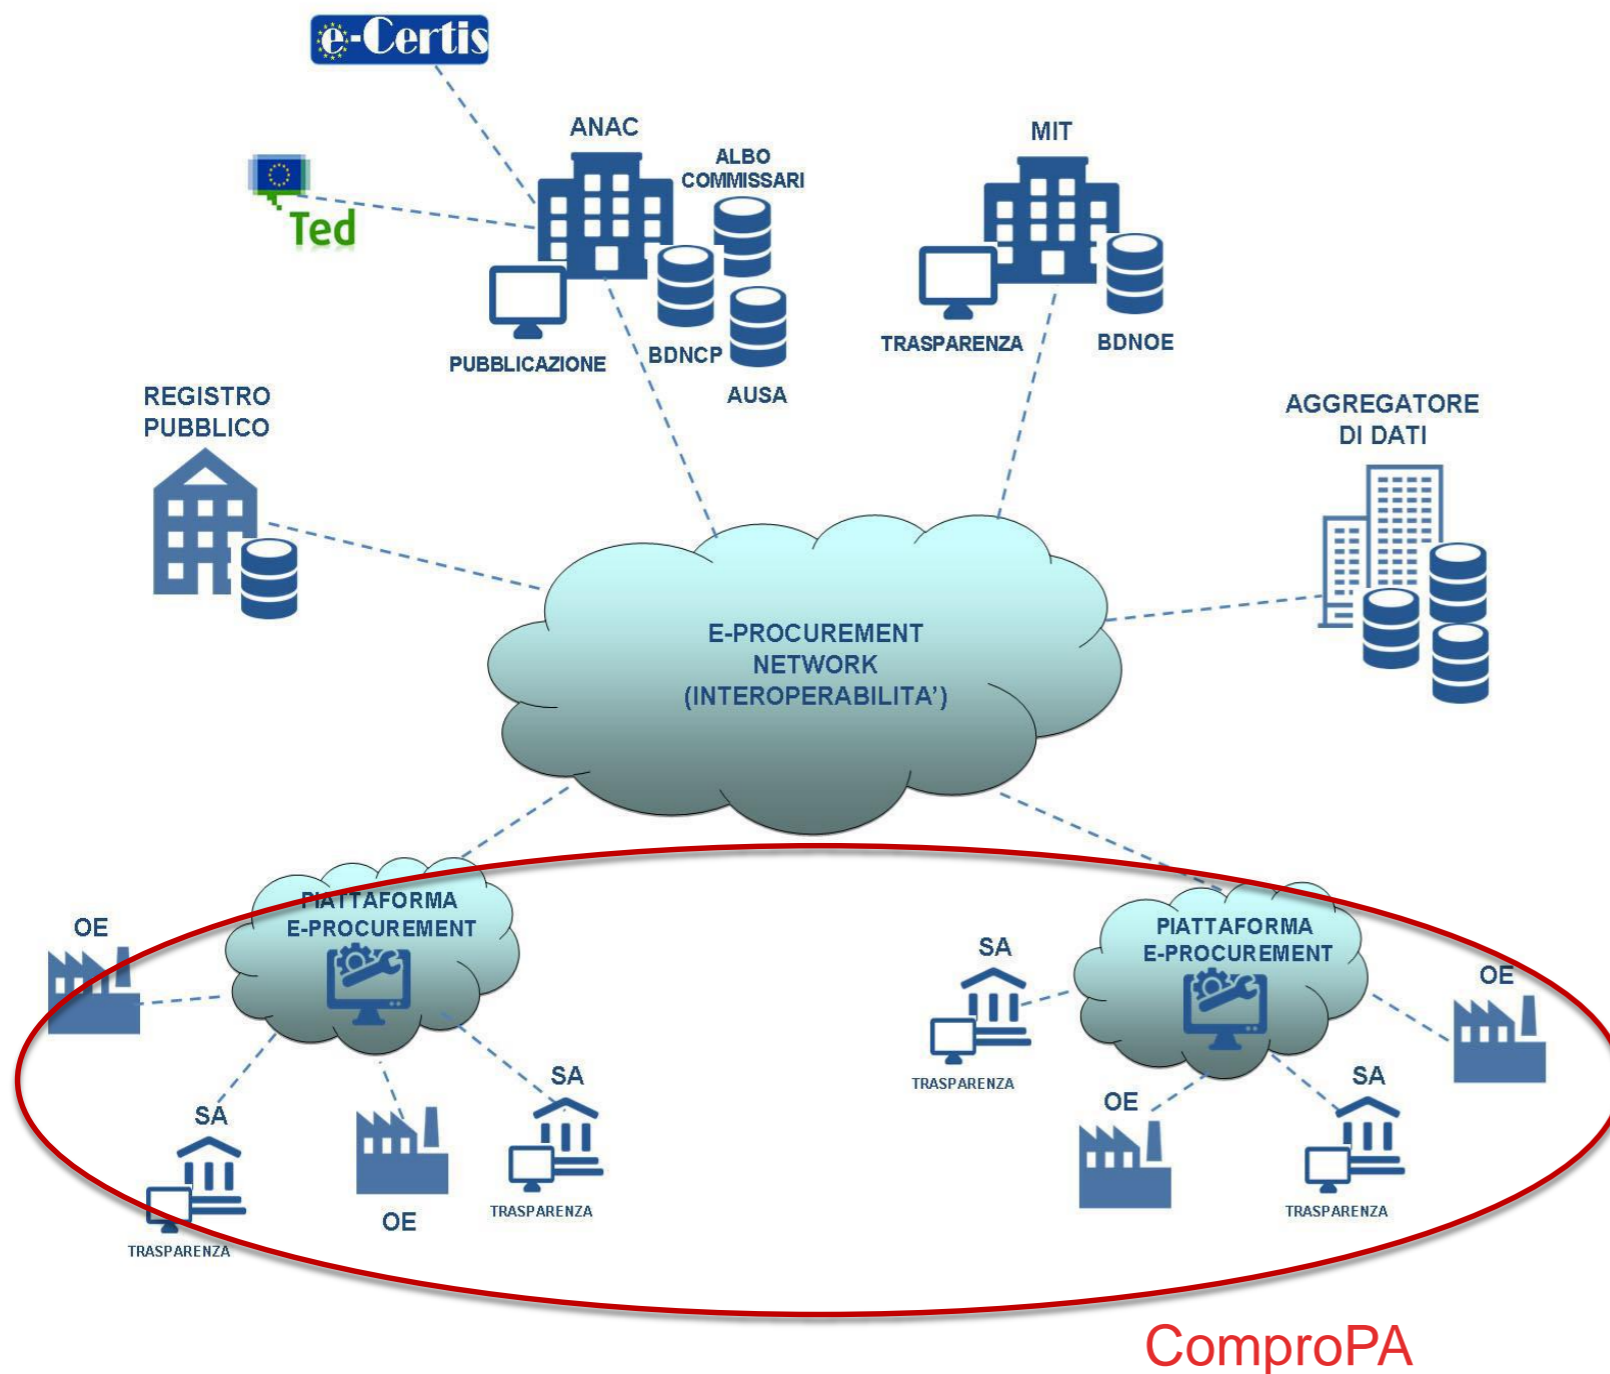 e-Certis
ANAC
MIT
ALBO
COMMISSARI
Ted
TRASPARENZA
BDNOE
BDNCP
PUBBLICAZIONE
AUSA
REGISTRO
PUBBLICO
AGGREGATORE
DI DATI
E-PROCUREMENT
NETWORK
(INTEROPERABILITA’)
PIATTAFORMA
E-PROCUREMENT
OE
SA
TRASPARENZA
OE
SA
TRASPARENZA
PIATTAFORMA
E-PROCUREMENT
SA
TRASPARENZA
OE
OE
SA
TRASPARENZA
ComproPA